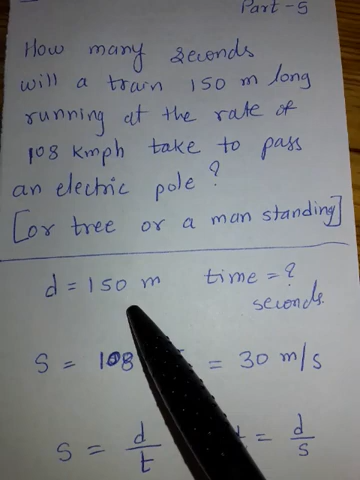 Part - 5
How many seconds
will a train 150 m long
running at the rate of
108 kmph take to pass
an electric pole?
[or tree or a man standing]
d = 150 m time = ?
seconds.
S = 108 = 30 m/s
S = d/t = d/s